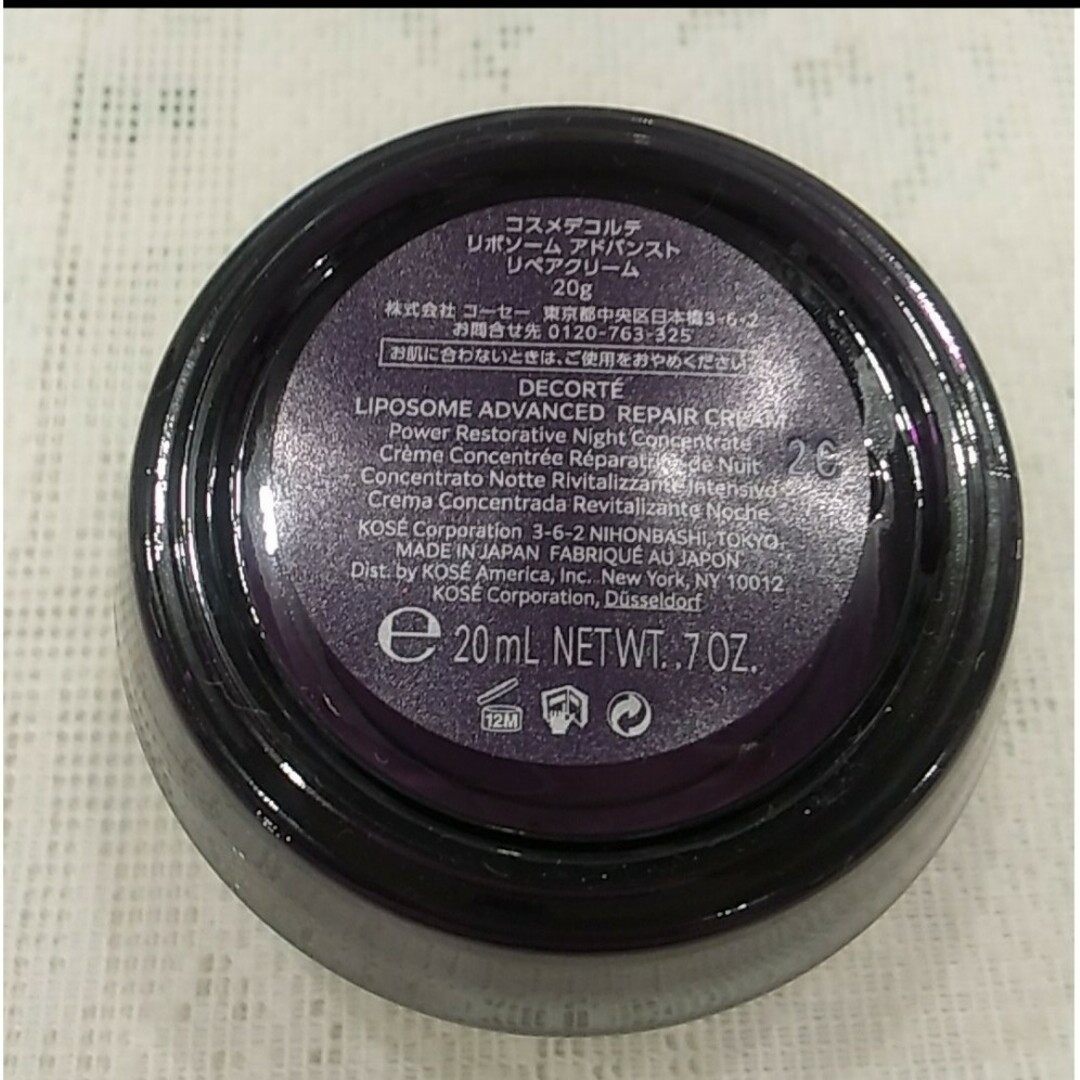 コスメデコルテ
リポソーム アドバンスト
リペアクリーム
20g
株式会社 コーセー 東京都中央区日本橋3-6-2
お問合せ先 0120-763-325
お肌に合わないときは、ご使用をおやめください
DECORTÉ
LIPOSOME ADVANCED REPAIR CREAM
Power Restorative Night Concentrate
Crème Concentrée Réparatrice de Nuit
Concentrato Notte Rivitalizzante Intensivo
Crema Concentrada Revitalizante Noche
KOSÉ Corporation 3-6-2 NIHONBASHI, TOKYO.
MADE IN JAPAN FABRIQUÉ AU JAPON
Dist. by KOSÉ America, Inc. New York, NY 10012
KOSÉ Corporation, Düsseldorf
e 20 mL NETWT. .7 OZ.
12M